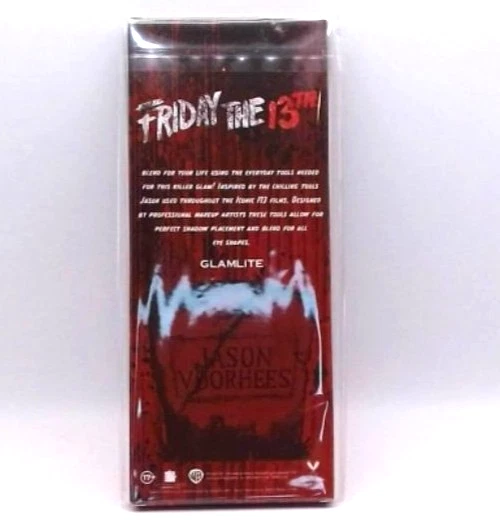 FRIDAY THE 13TH
BLEND FOR YOUR LIFE USING THE EVERYDAY TOOLS NEEDED
FOR THIS KILLER GLAM! INSPIRED BY THE CHILLING TOOLS
JASON USED THROUGHOUT THE ICONIC F13 FILMS. DESIGNED
BY PROFESSIONAL MAKEUP ARTISTS THESE TOOLS ALLOW FOR
PERFECT SHADOW PLACEMENT AND BLEND FOR ALL
EYE SHAPES.
GLAMLITE
JASON
VOORHEES
17+